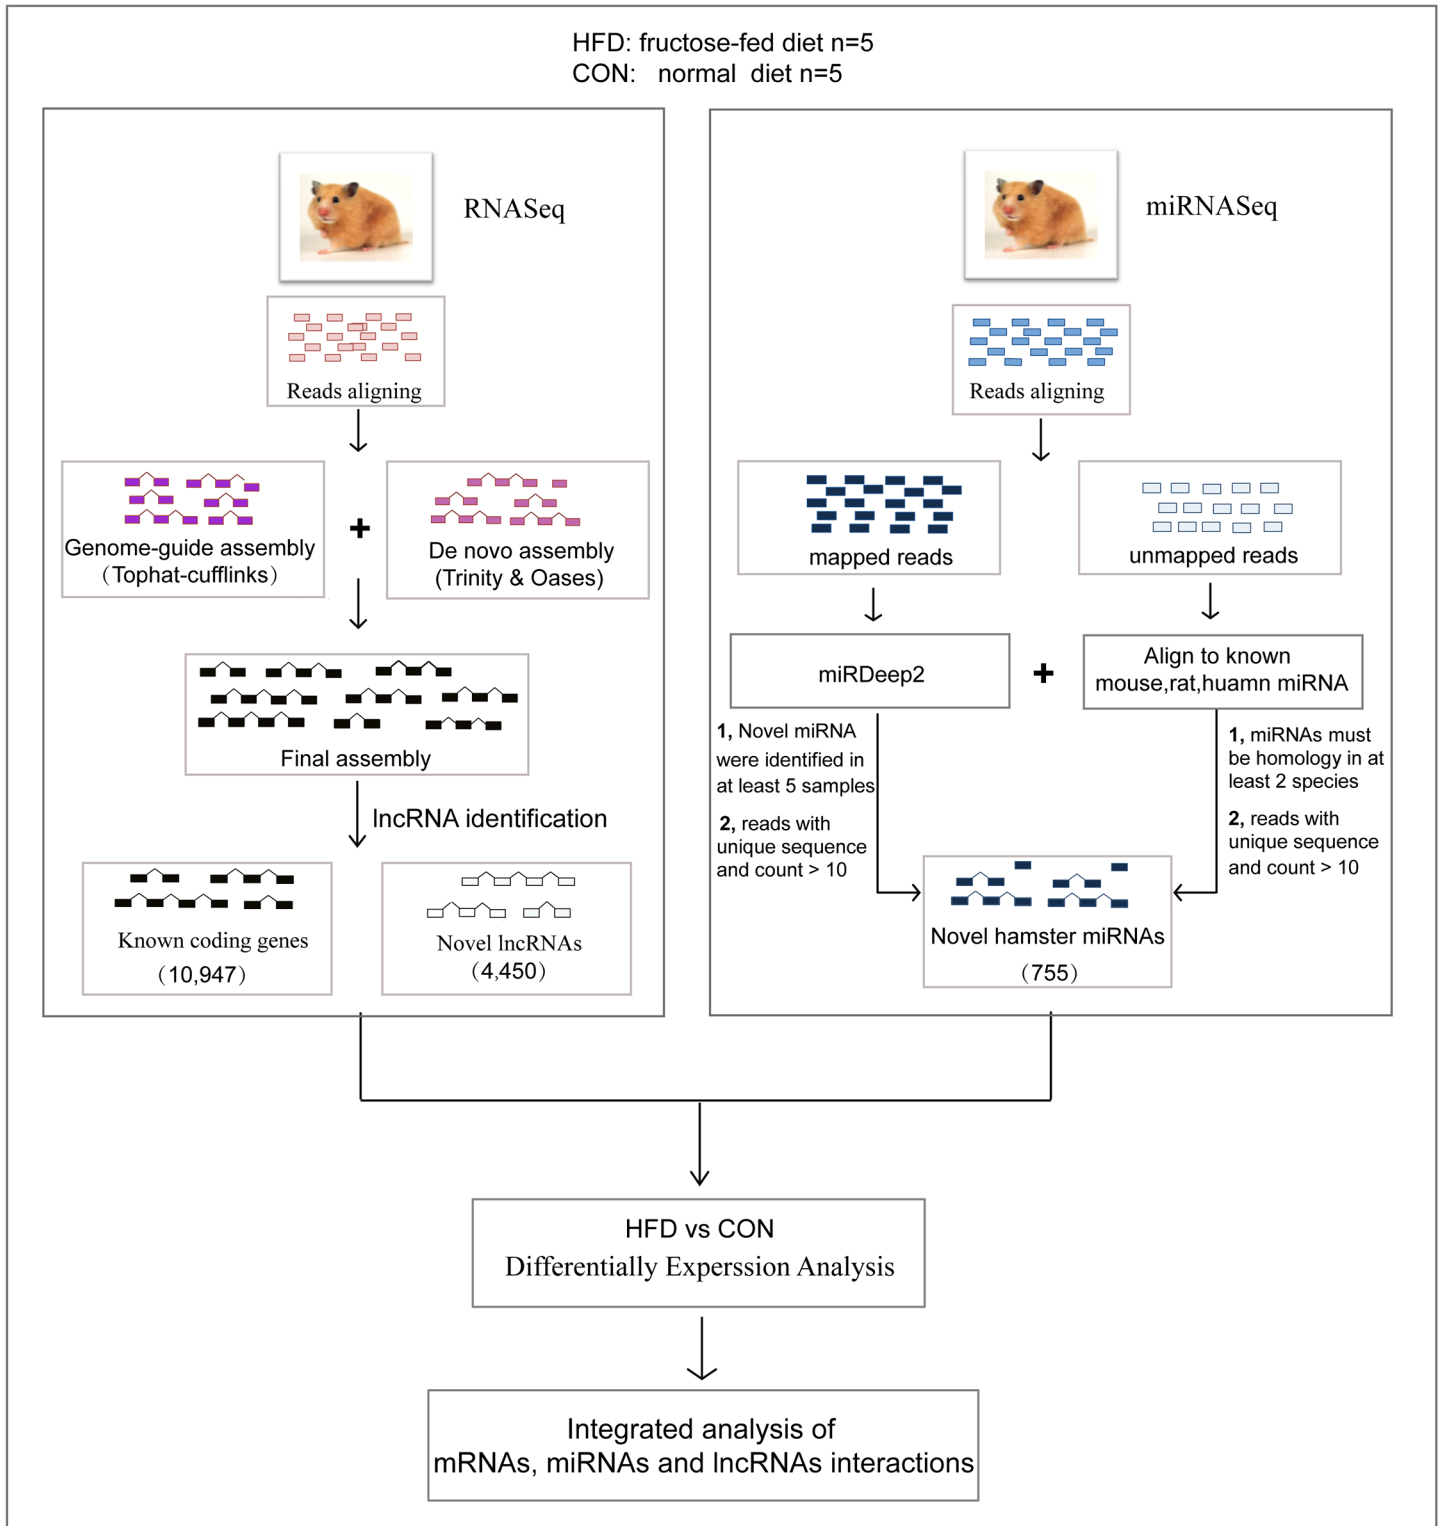 HFD: fructose-fed diet n=5
CON: normal diet n=5
RNASeq
Reads aligning
Genome-guide assembly
（Tophat-cufflinks）
+
De novo assembly
(Trinity & Oases)
Final assembly
lncRNA identification
Known coding genes
（10,947）
Novel lncRNAs
（4,450）
miRNASeq
Reads aligning
mapped reads
unmapped reads
miRDeep2
+
Align to known
mouse,rat,huamn miRNA
1, Novel miRNA
were identified in
at least 5 samples
2, reads with
unique sequence
and count > 10
1, miRNAs must
be homology in at
least 2 species
2, reads with
unique sequence
and count > 10
Novel hamster miRNAs
（755）
HFD vs CON
Differentially Experssion Analysis
Integrated analysis of
mRNAs, miRNAs and lncRNAs interactions